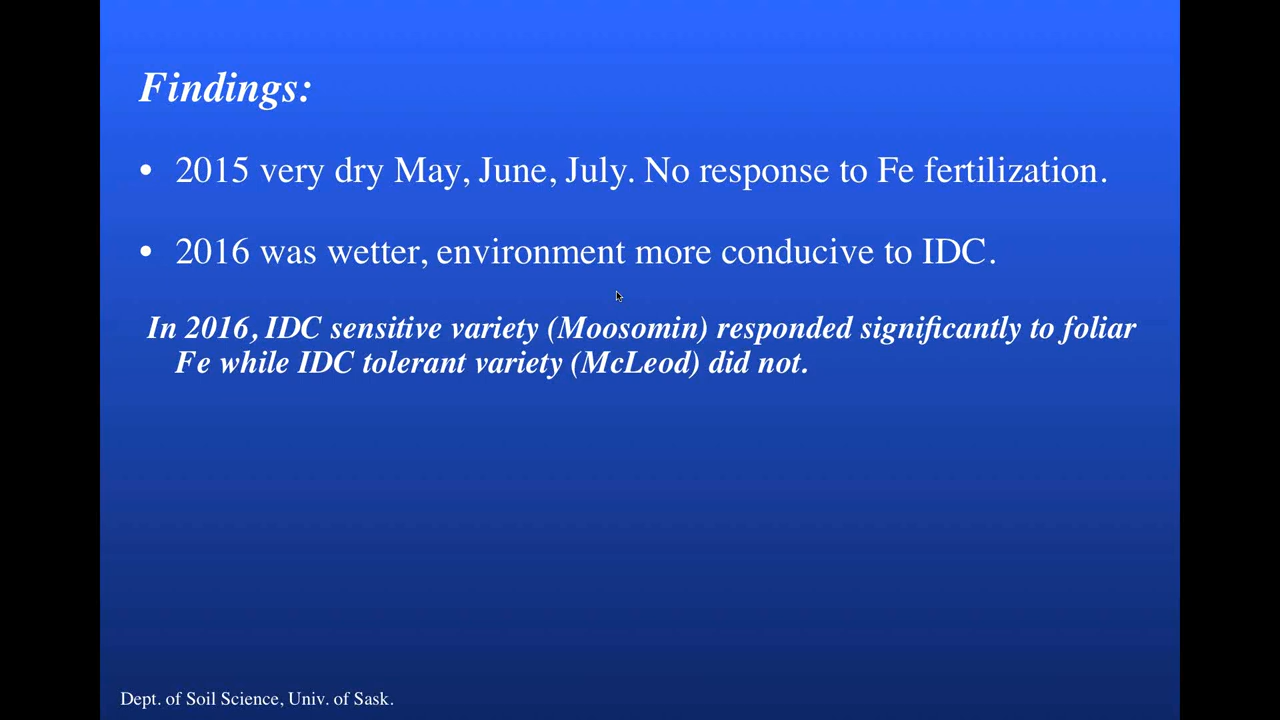 Findings:
• 2015 very dry May, June, July. No response to Fe fertilization.
• 2016 was wetter, environment more conducive to IDC.
In 2016, IDC sensitive variety (Moosomin) responded significantly to foliar
Fe while IDC tolerant variety (McLeod) did not.
Dept. of Soil Science, Univ. of Sask.